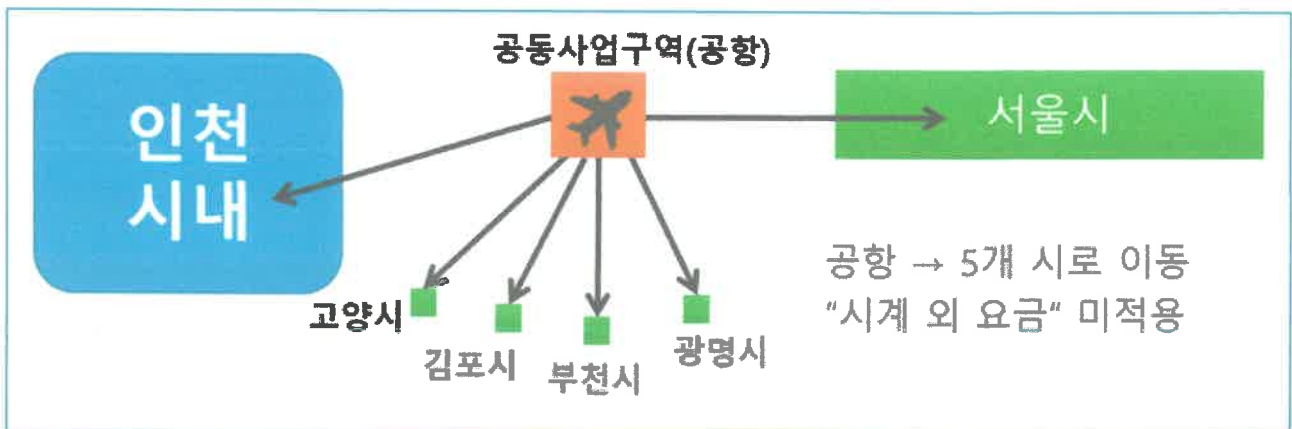 공동사업구역(공항)
인천
시내
서울시
고양시
김포시
부천시
광명시
공항 → 5개 시로 이동
"시계 외 요금" 미적용